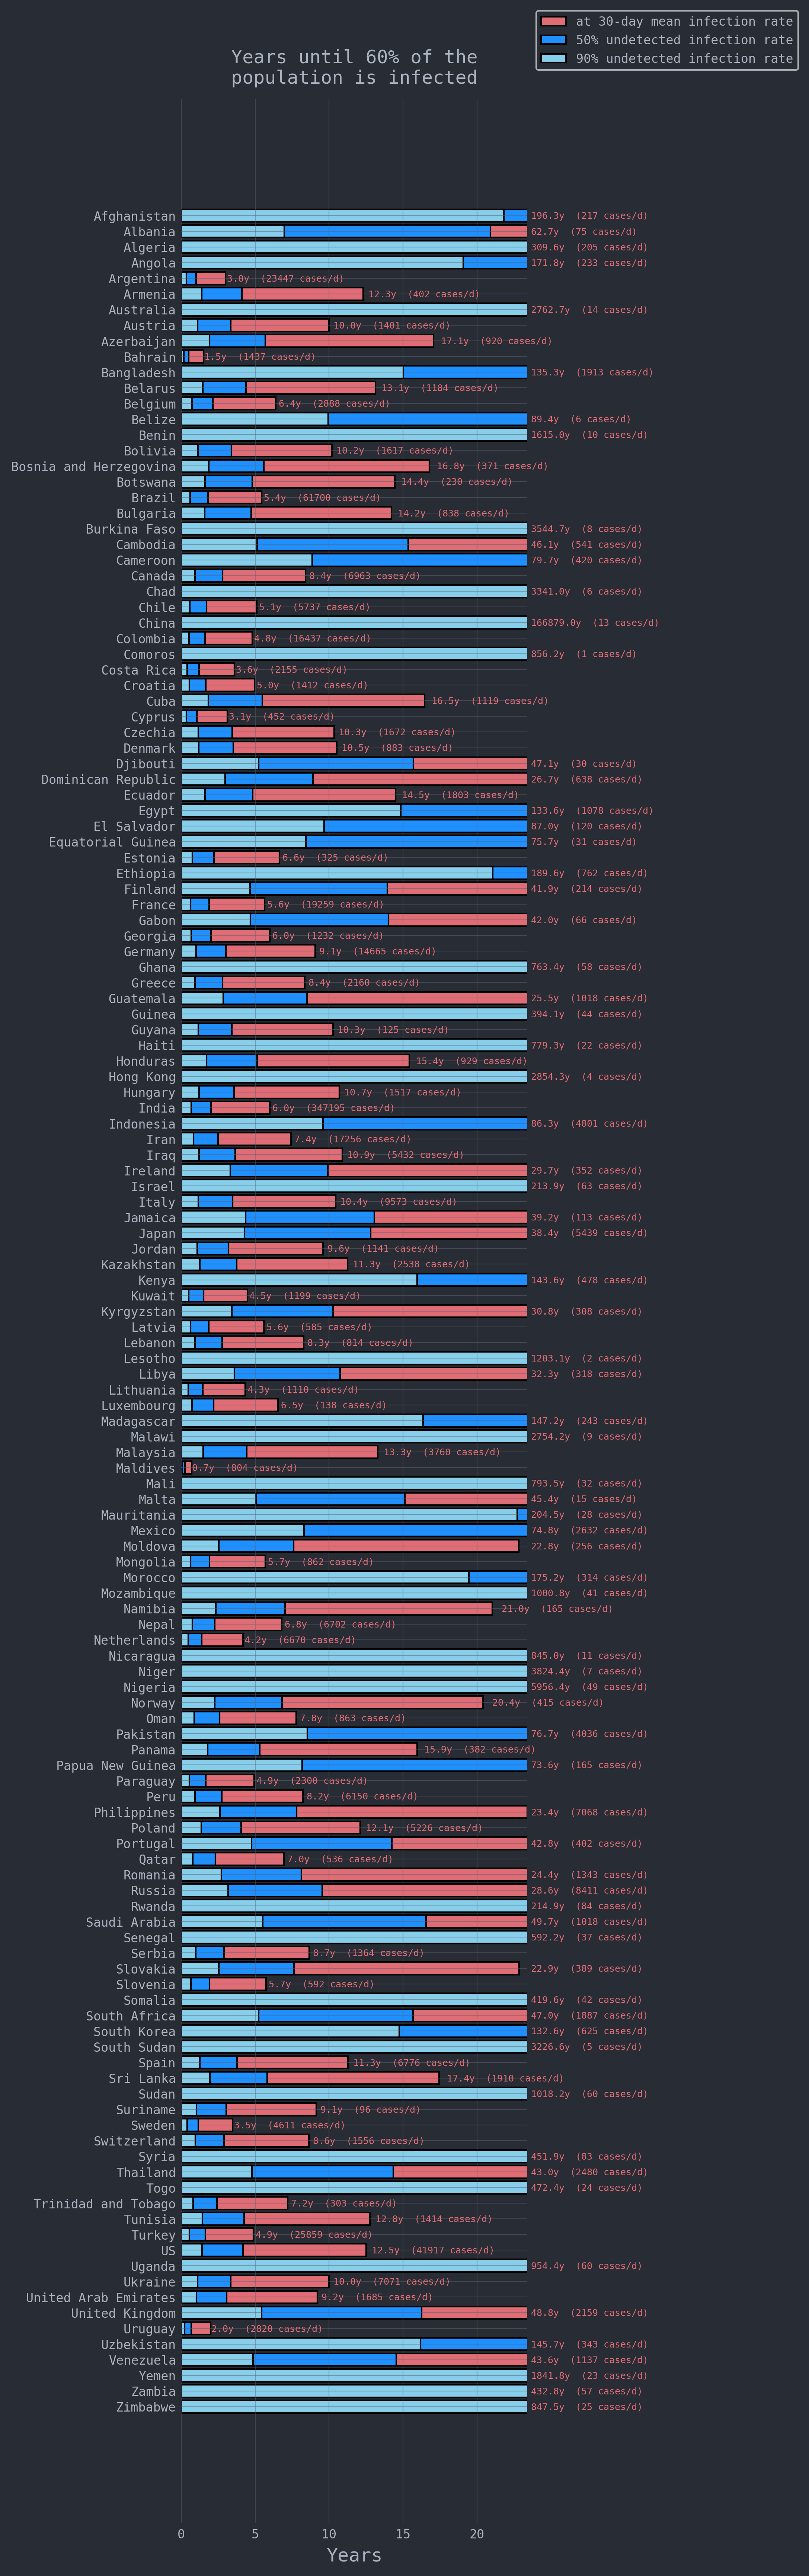 at 30-day mean infection rate
50% undetected infection rate
90% undetected infection rate
Years until 60% of the
population is infected
Afghanistan 196.3y (217 cases/d)
Albania 62.7y (75 cases/d)
Algeria 309.6y (205 cases/d)
Angola 171.8y (233 cases/d)
Argentina 3.0y (23447 cases/d)
Armenia 12.3y (402 cases/d)
Australia 2762.7y (14 cases/d)
Austria 10.0y (1401 cases/d)
Azerbaijan 17.1y (920 cases/d)
Bahrain 1.5y (1437 cases/d)
Bangladesh 135.3y (1913 cases/d)
Belarus 13.1y (1184 cases/d)
Belgium 6.4y (2888 cases/d)
Belize 89.4y (6 cases/d)
Benin 1615.0y (10 cases/d)
Bolivia 10.2y (1617 cases/d)
Bosnia and Herzegovina 16.8y (371 cases/d)
Botswana 14.4y (230 cases/d)
Brazil 5.4y (61700 cases/d)
Bulgaria 14.2y (838 cases/d)
Burkina Faso 3544.7y (8 cases/d)
Cambodia 46.1y (541 cases/d)
Cameroon 79.7y (420 cases/d)
Canada 8.4y (6963 cases/d)
Chad 3341.0y (6 cases/d)
Chile 5.1y (5737 cases/d)
China 166879.0y (13 cases/d)
Colombia 4.8y (16437 cases/d)
Comoros 856.2y (1 cases/d)
Costa Rica 3.6y (2155 cases/d)
Croatia 5.0y (1412 cases/d)
Cuba 16.5y (1119 cases/d)
Cyprus 3.1y (452 cases/d)
Czechia 10.3y (1672 cases/d)
Denmark 10.5y (883 cases/d)
Djibouti 47.1y (30 cases/d)
Dominican Republic 26.7y (638 cases/d)
Ecuador 14.5y (1803 cases/d)
Egypt 133.6y (1078 cases/d)
El Salvador 87.0y (120 cases/d)
Equatorial Guinea 75.7y (31 cases/d)
Estonia 6.6y (325 cases/d)
Ethiopia 189.6y (762 cases/d)
Finland 41.9y (214 cases/d)
France 5.6y (19259 cases/d)
Gabon 42.0y (66 cases/d)
Georgia 6.0y (1232 cases/d)
Germany 9.1y (14665 cases/d)
Ghana 763.4y (58 cases/d)
Greece 8.4y (2160 cases/d)
Guatemala 25.5y (1018 cases/d)
Guinea 394.1y (44 cases/d)
Guyana 10.3y (125 cases/d)
Haiti 779.3y (22 cases/d)
Honduras 15.4y (929 cases/d)
Hong Kong 2854.3y (4 cases/d)
Hungary 10.7y (1517 cases/d)
India 6.0y (347195 cases/d)
Indonesia 86.3y (4801 cases/d)
Iran 7.4y (17256 cases/d)
Iraq 10.9y (5432 cases/d)
Ireland 29.7y (352 cases/d)
Israel 213.9y (63 cases/d)
Italy 10.4y (9573 cases/d)
Jamaica 39.2y (113 cases/d)
Japan 38.4y (5439 cases/d)
Jordan 9.6y (1141 cases/d)
Kazakhstan 11.3y (2538 cases/d)
Kenya 143.6y (478 cases/d)
Kuwait 4.5y (1199 cases/d)
Kyrgyzstan 30.8y (308 cases/d)
Latvia 5.6y (585 cases/d)
Lebanon 8.3y (814 cases/d)
Lesotho 1203.1y (2 cases/d)
Libya 32.3y (318 cases/d)
Lithuania 4.3y (1110 cases/d)
Luxembourg 6.5y (138 cases/d)
Madagascar 147.2y (243 cases/d)
Malawi 2754.2y (9 cases/d)
Malaysia 13.3y (3760 cases/d)
Maldives 0.7y (804 cases/d)
Mali 793.5y (32 cases/d)
Malta 45.4y (15 cases/d)
Mauritania 204.5y (28 cases/d)
Mexico 74.8y (2632 cases/d)
Moldova 22.8y (256 cases/d)
Mongolia 5.7y (862 cases/d)
Morocco 175.2y (314 cases/d)
Mozambique 1000.8y (41 cases/d)
Namibia 21.0y (165 cases/d)
Nepal 6.8y (6702 cases/d)
Netherlands 4.2y (6670 cases/d)
Nicaragua 845.0y (11 cases/d)
Niger 3824.4y (7 cases/d)
Nigeria 5956.4y (49 cases/d)
Norway 20.4y (415 cases/d)
Oman 7.8y (863 cases/d)
Pakistan 76.7y (4036 cases/d)
Panama 15.9y (382 cases/d)
Papua New Guinea 73.6y (165 cases/d)
Paraguay 4.9y (2300 cases/d)
Peru 8.2y (6150 cases/d)
Philippines 23.4y (7068 cases/d)
Poland 12.1y (5226 cases/d)
Portugal 42.8y (402 cases/d)
Qatar 7.0y (536 cases/d)
Romania 24.4y (1343 cases/d)
Russia 28.6y (8411 cases/d)
Rwanda 214.9y (84 cases/d)
Saudi Arabia 49.7y (1018 cases/d)
Senegal 592.2y (37 cases/d)
Serbia 8.7y (1364 cases/d)
Slovakia 22.9y (389 cases/d)
Slovenia 5.7y (592 cases/d)
Somalia 419.6y (42 cases/d)
South Africa 47.0y (1887 cases/d)
South Korea 132.6y (625 cases/d)
South Sudan 3226.6y (5 cases/d)
Spain 11.3y (6776 cases/d)
Sri Lanka 17.4y (1910 cases/d)
Sudan 1018.2y (60 cases/d)
Suriname 9.1y (96 cases/d)
Sweden 3.5y (4611 cases/d)
Switzerland 8.6y (1556 cases/d)
Syria 451.9y (83 cases/d)
Thailand 43.0y (2480 cases/d)
Togo 472.4y (24 cases/d)
Trinidad and Tobago 7.2y (303 cases/d)
Tunisia 12.8y (1414 cases/d)
Turkey 4.9y (25859 cases/d)
US 12.5y (41917 cases/d)
Uganda 954.4y (60 cases/d)
Ukraine 10.0y (7071 cases/d)
United Arab Emirates 9.2y (1685 cases/d)
United Kingdom 48.8y (2159 cases/d)
Uruguay 2.0y (2820 cases/d)
Uzbekistan 145.7y (343 cases/d)
Venezuela 43.6y (1137 cases/d)
Yemen 1841.8y (23 cases/d)
Zambia 432.8y (57 cases/d)
Zimbabwe 847.5y (25 cases/d)
0 5 10 15 20
Years